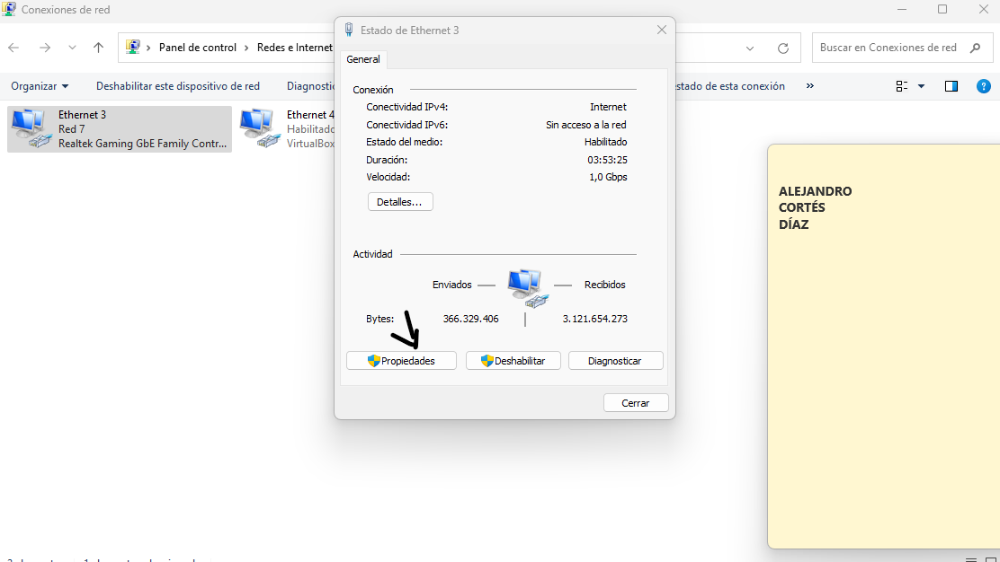 Conexiones de red
Panel de control > Redes e Internet
Buscar en Conexiones de red
Organizar
Deshabilitar este dispositivo de red
estado de esta conexión
»
Ethernet 3
Red 7
Realtek Gaming GbE Family Contr...
Ethernet 4
Habilitado
VirtualBox
Estado de Ethernet 3
General
Conexión
Conectividad IPv4: Internet
Conectividad IPv6: Sin acceso a la red
Estado del medio: Habilitado
Duración: 03:53:25
Velocidad: 1,0 Gbps
Detalles...
Actividad
Enviados
Recibidos
Bytes: 366.329.406 3.121.654.273
Propiedades
Deshabilitar
Diagnosticar
Cerrar
ALEJANDRO
CORTÉS
DÍAZ